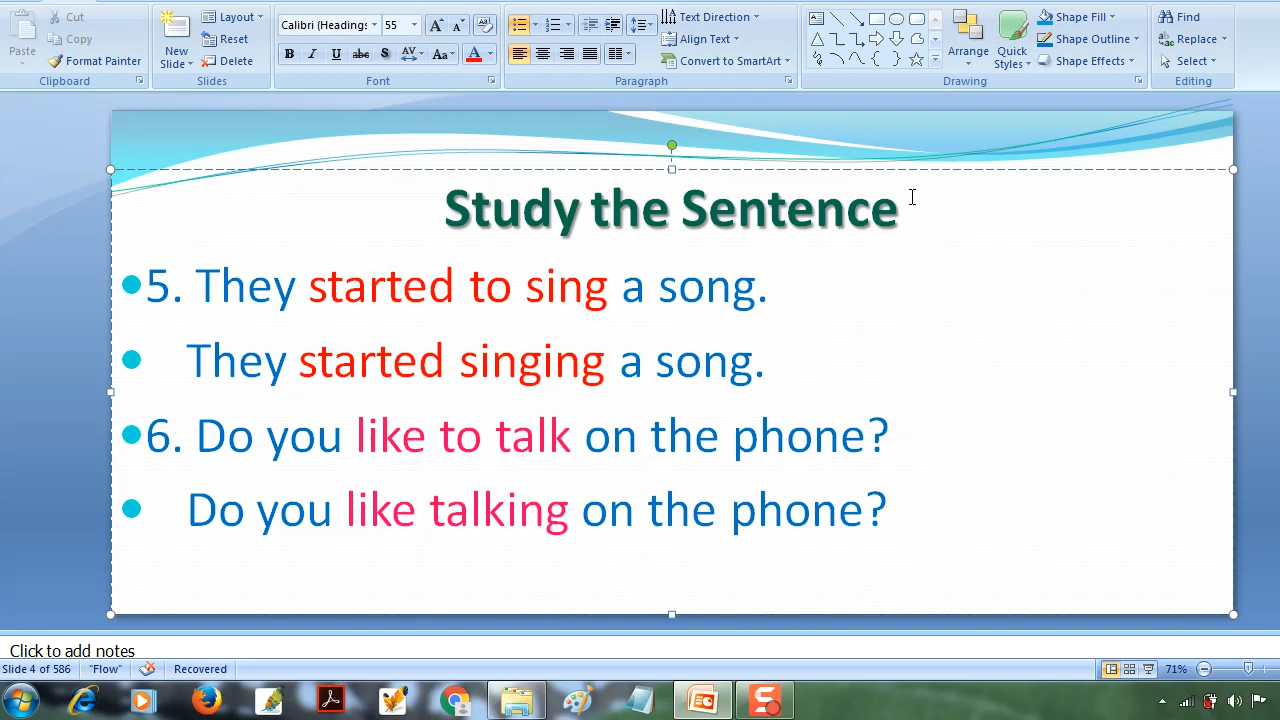 Cut
Copy
Format Painter
Paste
Clipboard
New Slide
Layout
Reset
Delete
Slides
Calibri (Headings) 55
B I U abc S AV Aa A
Font
Text Direction
Align Text
Convert to SmartArt
Paragraph
Arrange
Quick Styles
Shape Fill
Shape Outline
Shape Effects
Drawing
Find
Replace
Select
Editing
Study the Sentence
5. They started to sing a song.
They started singing a song.
6. Do you like to talk on the phone?
Do you like talking on the phone?
Click to add notes
Slide 4 of 586 "Flow" Recovered 71%